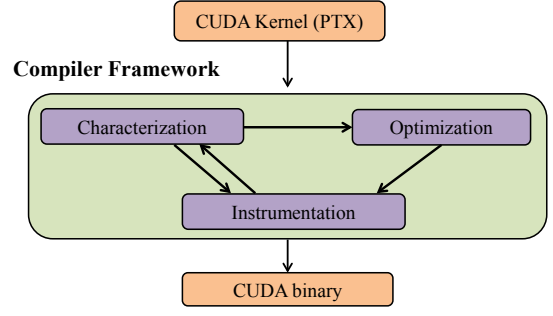 CUDA Kernel (PTX)
Compiler Framework
Characterization
Optimization
Instrumentation
CUDA binary